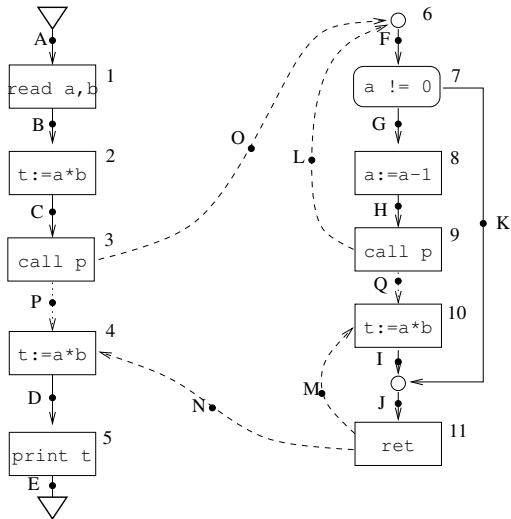 A
1
read a,b
B
2
t:=a*b
C
3
call p
P
4
t:=a*b
D
5
print t
E
O
L
N
M
6
F
7
a != 0
G
8
a:=a-1
H
9
call p
Q
10
t:=a*b
I
J
11
ret
K